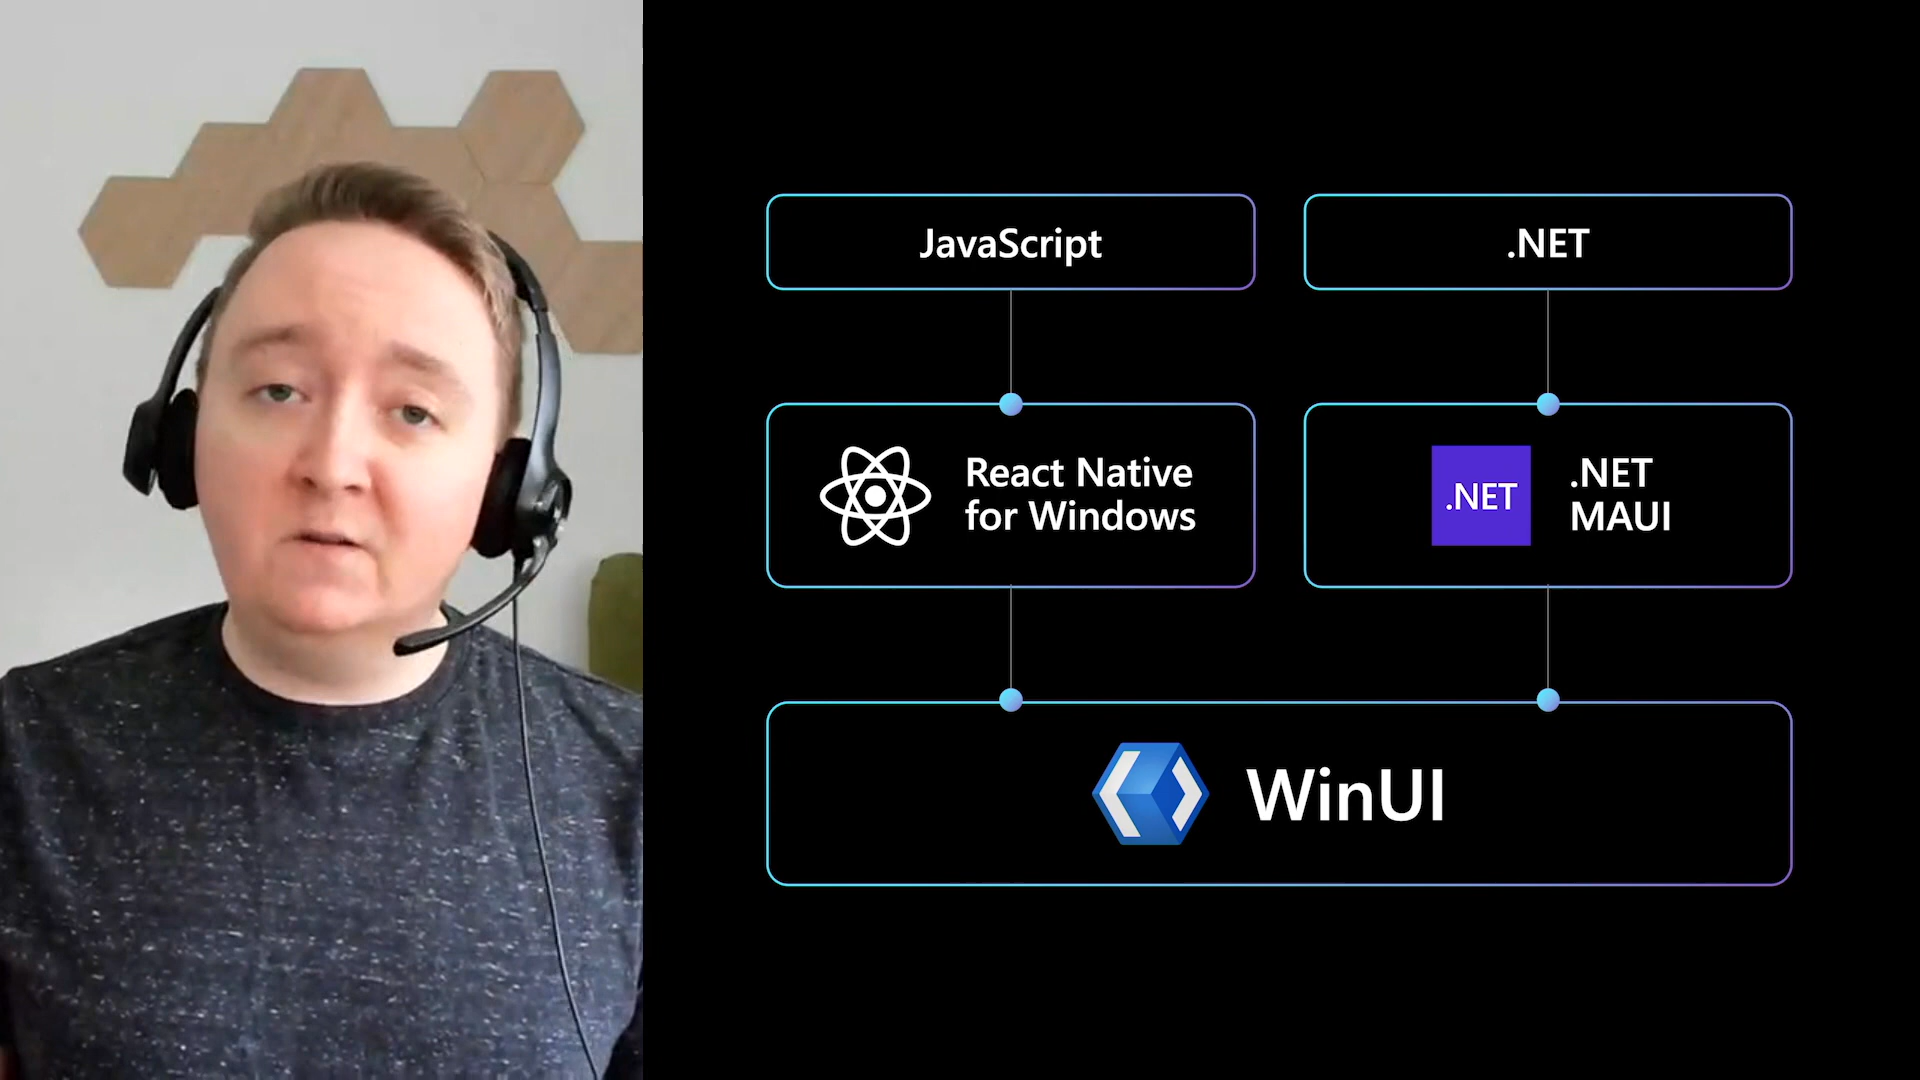 JavaScript
.NET
React Native
for Windows
.NET
.NET
MAUI
WinUI